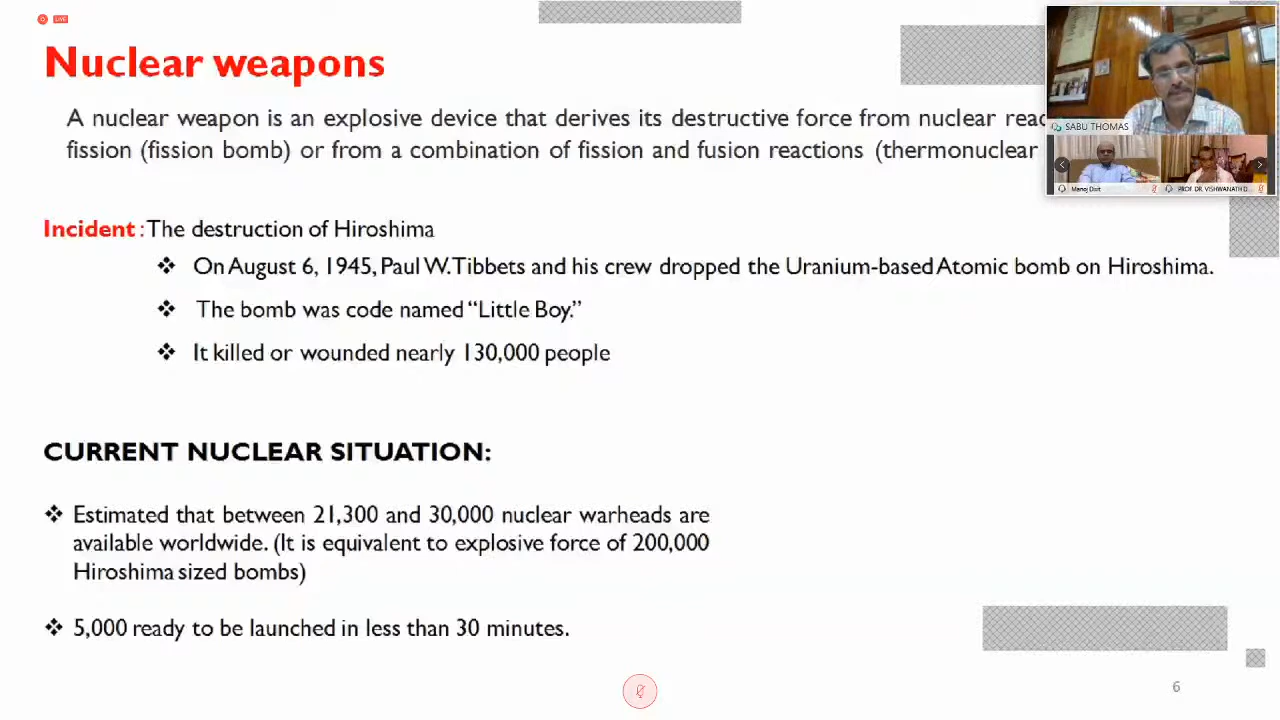 LIVE
Nuclear weapons
A nuclear weapon is an explosive device that derives its destructive force from nuclear
fission (fission bomb) or from a combination of fission and fusion reactions (thermonuclear
SABU THOMAS
Manoj Dixit
PROF. DR. VISHWANATH D...
Incident : The destruction of Hiroshima
❖ On August 6, 1945, Paul W. Tibbets and his crew dropped the Uranium-based Atomic bomb on Hiroshima.
❖ The bomb was code named “Little Boy.”
❖ It killed or wounded nearly 130,000 people
CURRENT NUCLEAR SITUATION:
❖ Estimated that between 21,300 and 30,000 nuclear warheads are
available worldwide. (It is equivalent to explosive force of 200,000
Hiroshima sized bombs)
❖ 5,000 ready to be launched in less than 30 minutes.
6